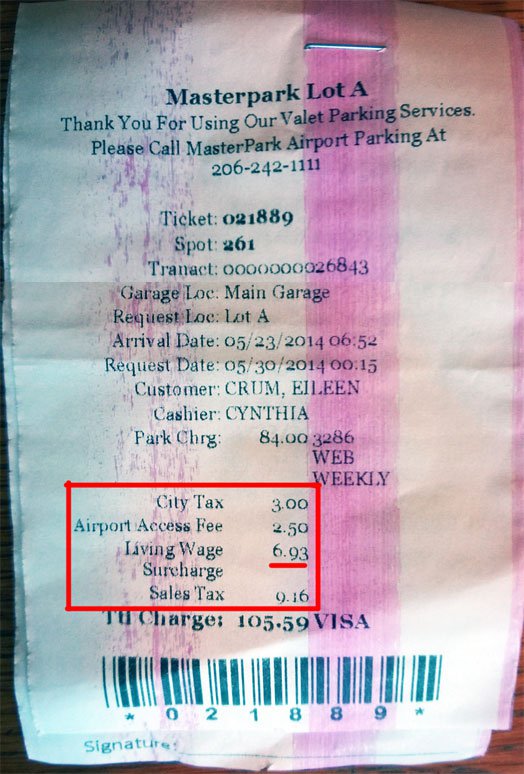 Masterpark Lot A
Thank You For Using Our Valet Parking Services.
Please Call MasterPark Airport Parking At
206-242-1111
Ticket: 021889
Spot: 261
Transact: 0000000026843
Garage Loc: Main Garage
Request Loc: Lot A
Arrival Date: 05/23/2014 06:52
Request Date: 05/30/2014 00:15
Customer: CRUM, EILEEN
Cashier: CYNTHIA
Park Chrg: 84.00 3286
WEB
WEEKLY
City Tax 3.00
Airport Access Fee 2.50
Living Wage 6.93
Surcharge
Sales Tax 9.16
Ttl Charge: 105.59 VISA
* 0 2 1 8 8 9 *
Signature: